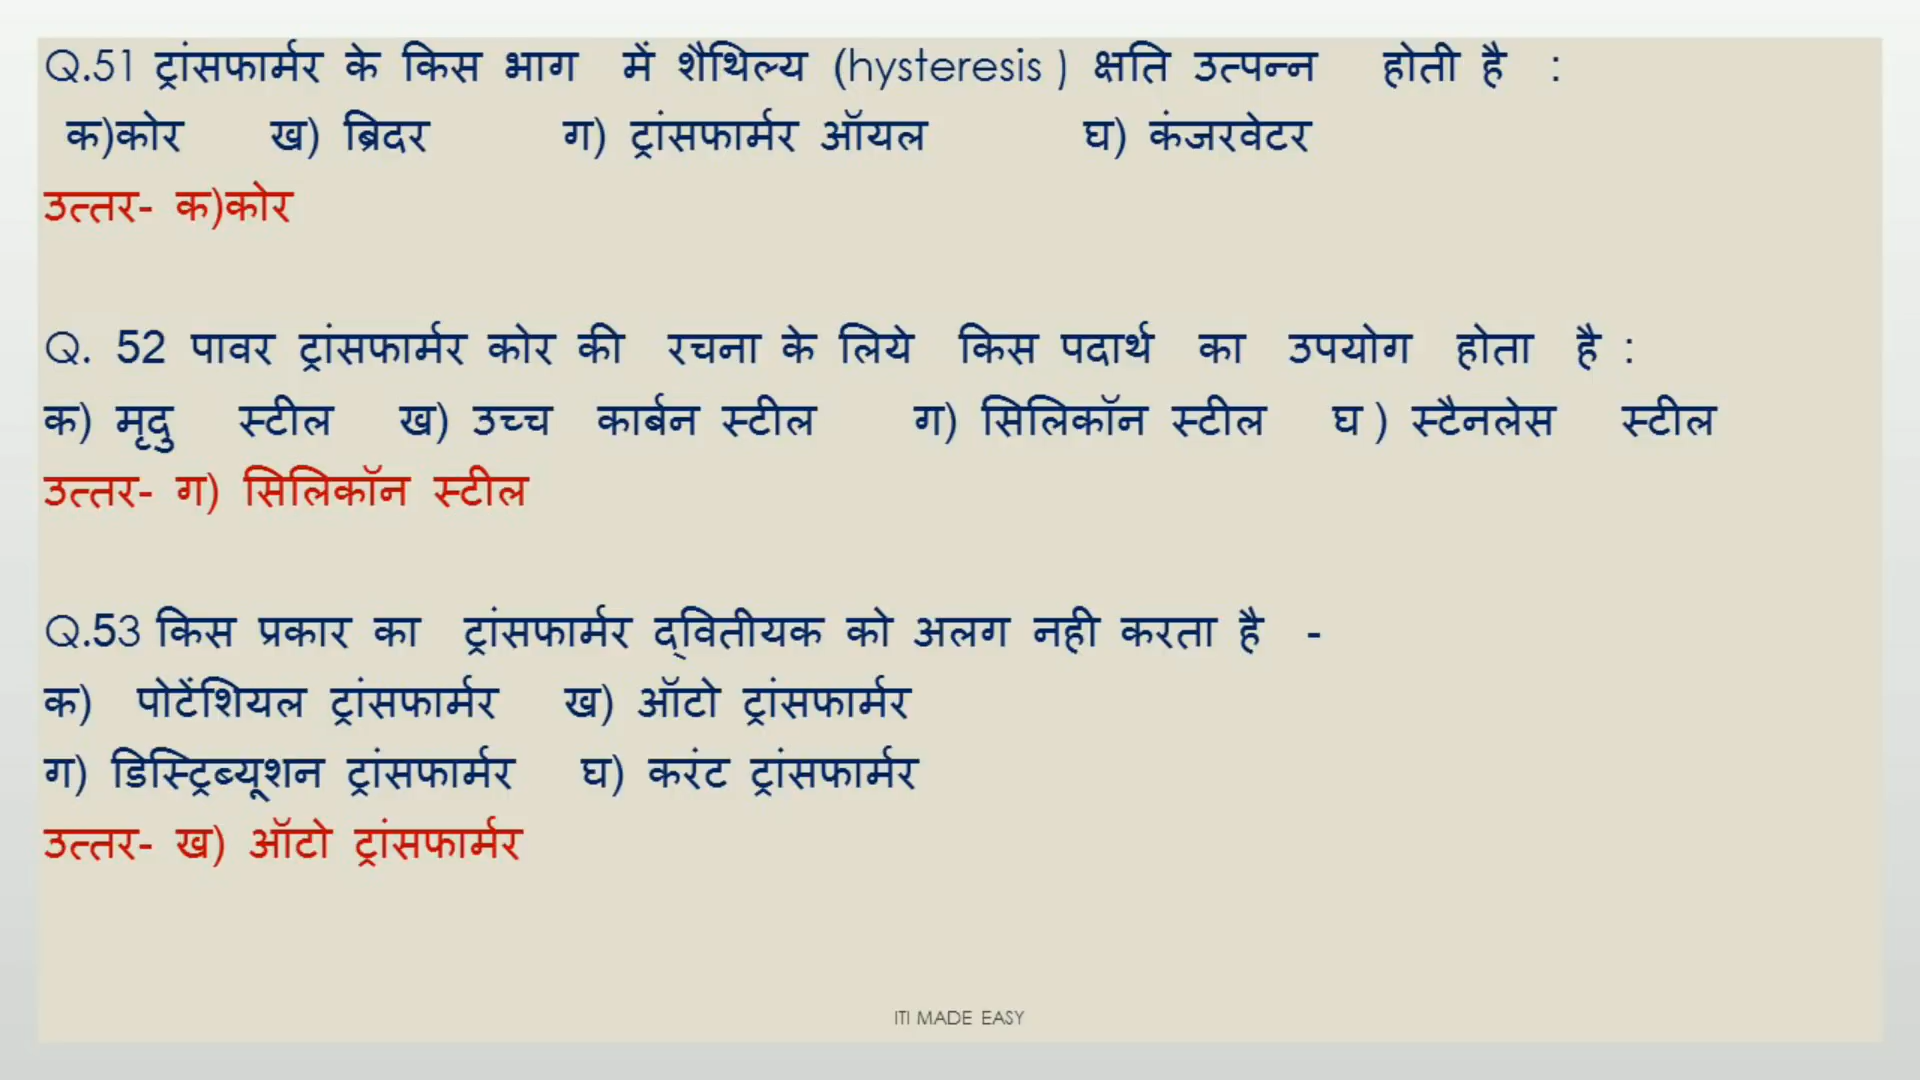 Q.51 ट्रांसफार्मर के किस भाग में शैथिल्य (hysteresis ) क्षति उत्पन्न होती है :
क)कोर ख) ब्रिदर ग) ट्रांसफार्मर ऑयल घ) कंजरवेटर
उत्तर- क)कोर
Q. 52 पावर ट्रांसफार्मर कोर की रचना के लिये किस पदार्थ का उपयोग होता है :
क) मृदु स्टील ख) उच्च कार्बन स्टील ग) सिलिकॉन स्टील घ ) स्टैनलेस स्टील
उत्तर- ग) सिलिकॉन स्टील
Q.53 किस प्रकार का ट्रांसफार्मर द्वितीयक को अलग नही करता है -
क) पोटेंशियल ट्रांसफार्मर ख) ऑटो ट्रांसफार्मर
ग) डिस्ट्रिब्यूशन ट्रांसफार्मर घ) करंट ट्रांसफार्मर
उत्तर- ख) ऑटो ट्रांसफार्मर
ITI MADE EASY